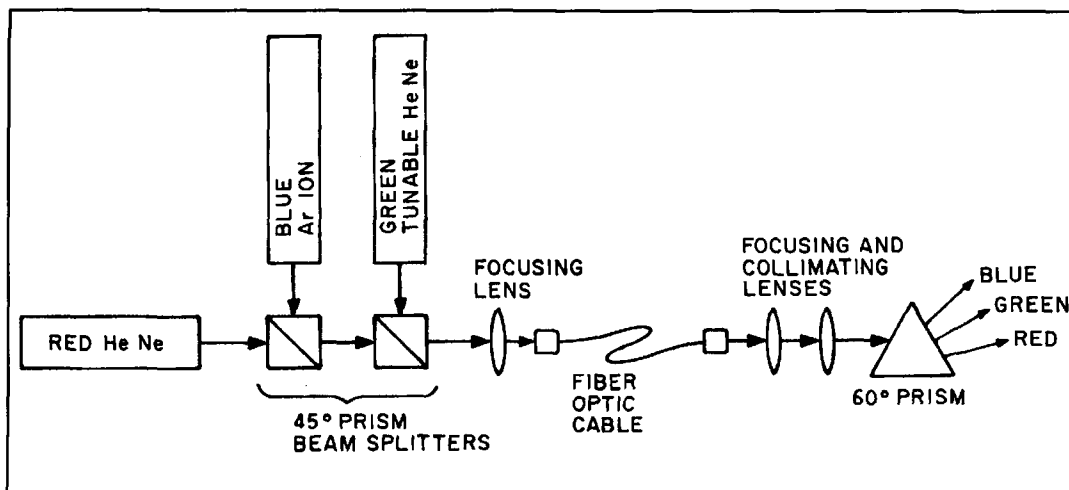 BLUE
Ar ION
GREEN
TUNABLE He Ne
FOCUSING
LENS
FOCUSING AND
COLLIMATING
LENSES
BLUE
GREEN
RED
RED He Ne
45° PRISM
BEAM SPLITTERS
FIBER
OPTIC
CABLE
60° PRISM